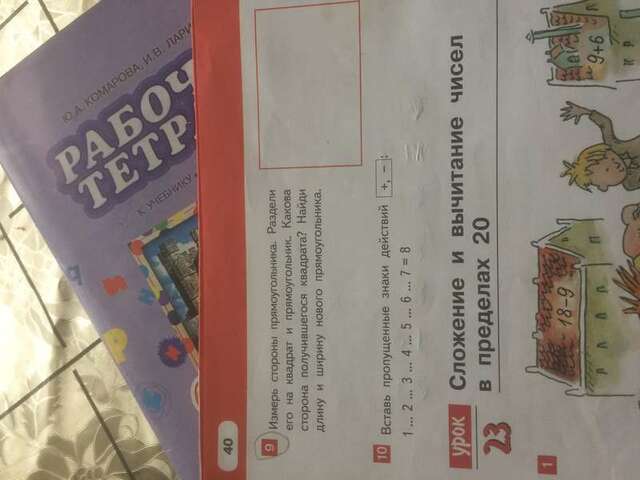 40
9 Измерь стороны прямоугольника. Раздели
его на квадрат и прямоугольник. Какова
сторона получившегося квадрата? Найди
длину и ширину нового прямоугольника.
10 Вставь пропущенные знаки действий +, – :
1 ... 2 ... 3 ... 4 ... 5 ... 6 ... 7 = 8
урок
23
Сложение и вычитание чисел
в пределах 20
1
18-9
Р Л А Л П
9+6
К Р
Ю.А. КОМАРОВА, И.В. ЛАРИ
РАБОЧ
ТЕТР
К УЧЕБНИКУ